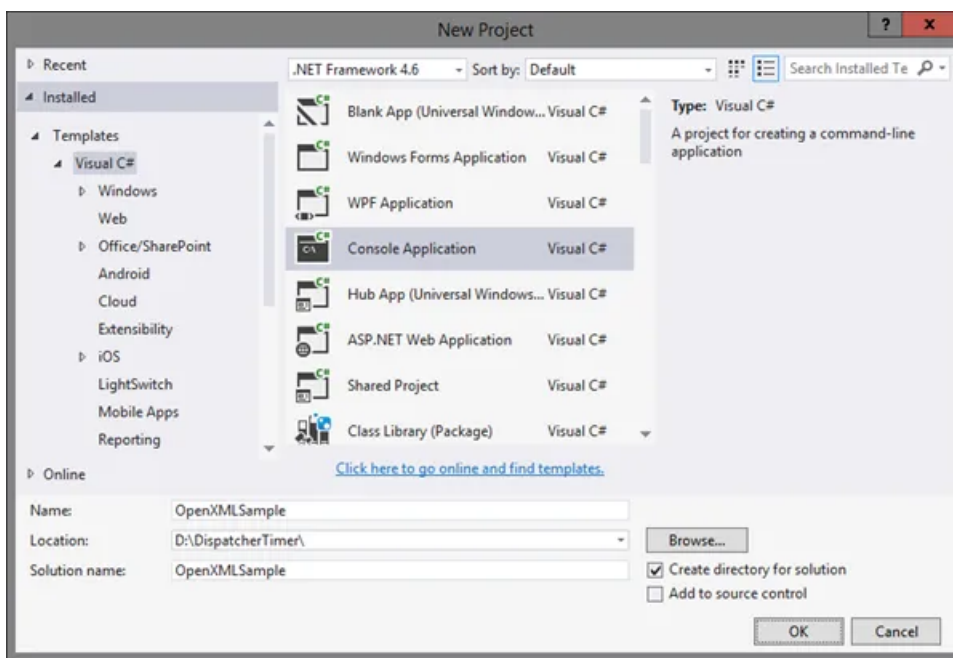 New Project
? x
Recent
.NET Framework 4.6 Sort by: Default Search Installed Te
Installed
Templates
Visual C#
Windows
Web
Office/SharePoint
Android
Cloud
Extensibility
iOS
LightSwitch
Mobile Apps
Reporting
Online
Blank App (Universal Window... Visual C#
Windows Forms Application Visual C#
WPF Application Visual C#
Console Application Visual C#
Hub App (Universal Windows... Visual C#
ASP.NET Web Application Visual C#
Shared Project Visual C#
Class Library (Package) Visual C#
Click here to go online and find templates.
Type: Visual C#
A project for creating a command-line
application
Name: OpenXMLSample
Location: D:\DispatcherTimer\ Browse...
Solution name: OpenXMLSample
Create directory for solution
Add to source control
OK Cancel